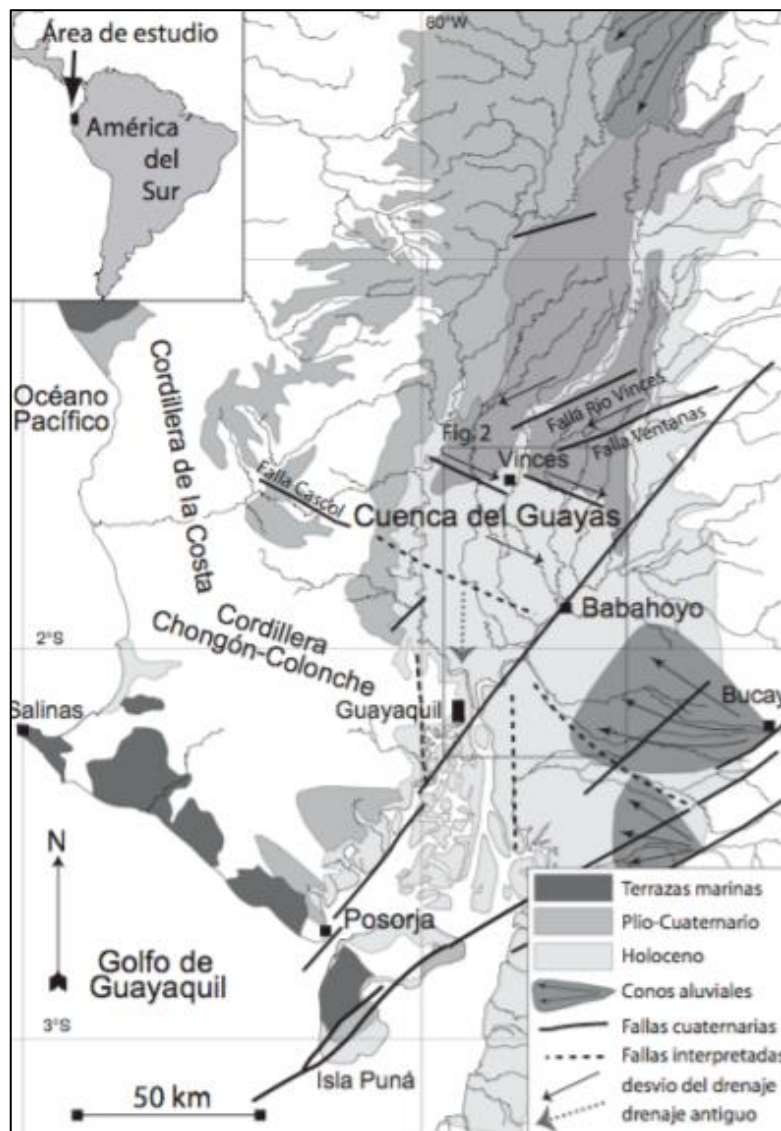 Área de estudio
América
del
Sur
80°W
Océano
Pacífico
Cordillera de la Costa
Falla Río Vinces
Falla Ventanas
Fig. 2
Vinces
Falla Cascol
Cuenca del Guayas
Babahoyo
Cordillera
Chongón-Colonche
2°S
Salinas
Guayaquil
Bucay
N
Posorja
Golfo de
Guayaquil
3°S
Isla Puná
50 km
Terrazas marinas
Plio-Cuaternario
Holoceno
Conos aluviales
Fallas cuaternarias
Fallas interpretadas
desvio del drenaje
drenaje antiguo